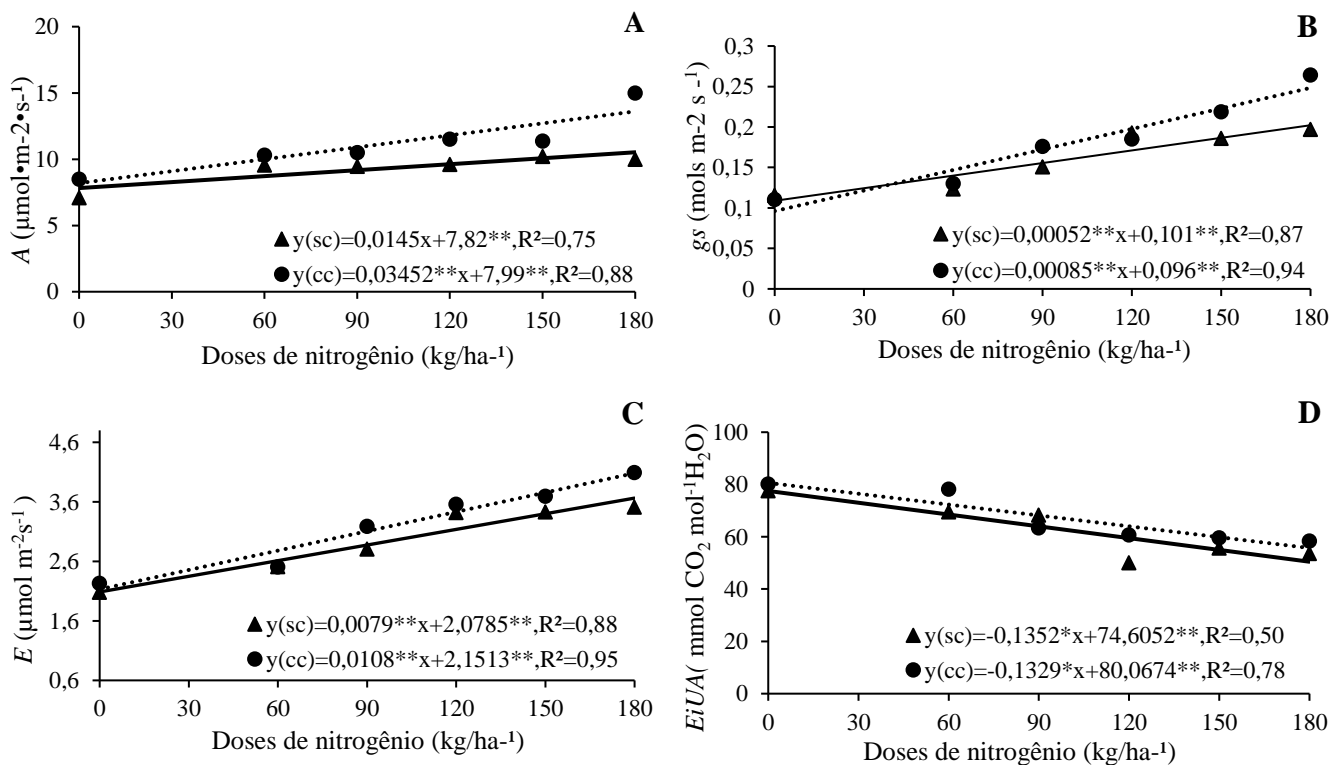 A
20
15
10
5
0
A (µmol•m-2•s-¹)
y(sc)=0,0145x+7,82**,R²=0,75
y(cc)=0,03452**x+7,99**,R²=0,88
0 30 60 90 120 150 180
Doses de nitrogênio (kg/ha-¹)
B
0,3
0,25
0,2
0,15
0,1
0,05
0
gs (mols m-2 s -¹)
y(sc)=0,00052**x+0,101**,R²=0,87
y(cc)=0,00085**x+0,096**,R²=0,94
0 30 60 90 120 150 180
Doses de nitrogênio (kg/ha-¹)
C
4,6
3,6
2,6
1,6
0,6
E (µmol m-²s-¹)
y(sc)=0,0079**x+2,0785**,R²=0,88
y(cc)=0,0108**x+2,1513**,R²=0,95
0 30 60 90 120 150 180
Doses de nitrogênio (kg/ha-¹)
D
100
80
60
40
20
0
EiUA( mmol CO₂ mol-¹H₂O)
y(sc)=-0,1352*x+74,6052**,R²=0,50
y(cc)=-0,1329*x+80,0674**,R²=0,78
0 30 60 90 120 150 180
Doses de nitrogênio (kg/ha-¹)